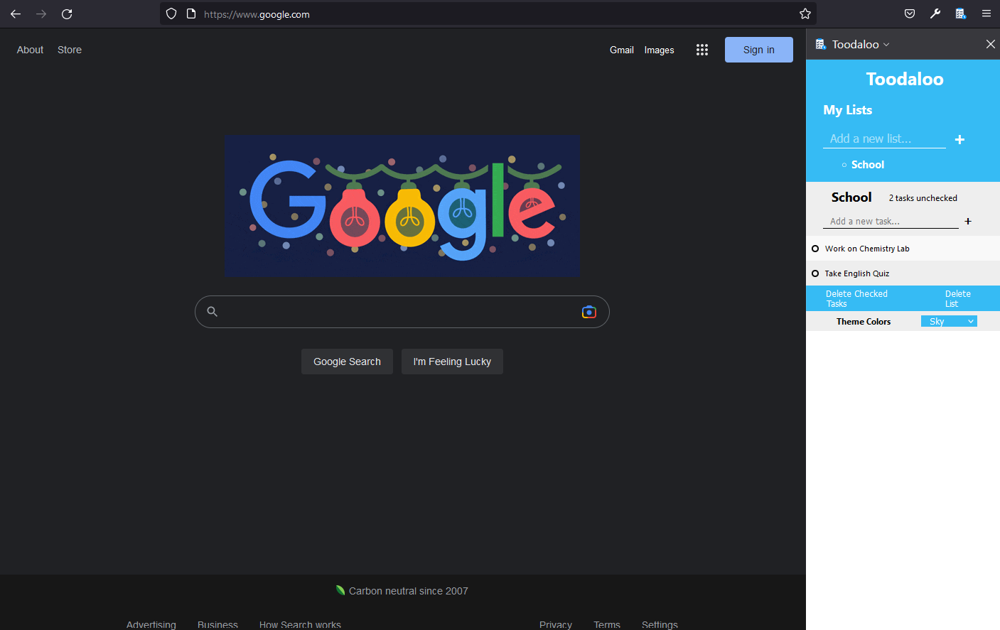 https://www.google.com
About Store Gmail Images Sign in
Google
Google Search I'm Feeling Lucky
Carbon neutral since 2007
Advertising Business How Search works Privacy Terms Settings
Toodaloo
Toodaloo
My Lists
Add a new list...
+
School
School 2 tasks unchecked
Add a new task...
+
Work on Chemistry Lab
Take English Quiz
Delete Checked
Tasks
Delete
List
Theme Colors Sky